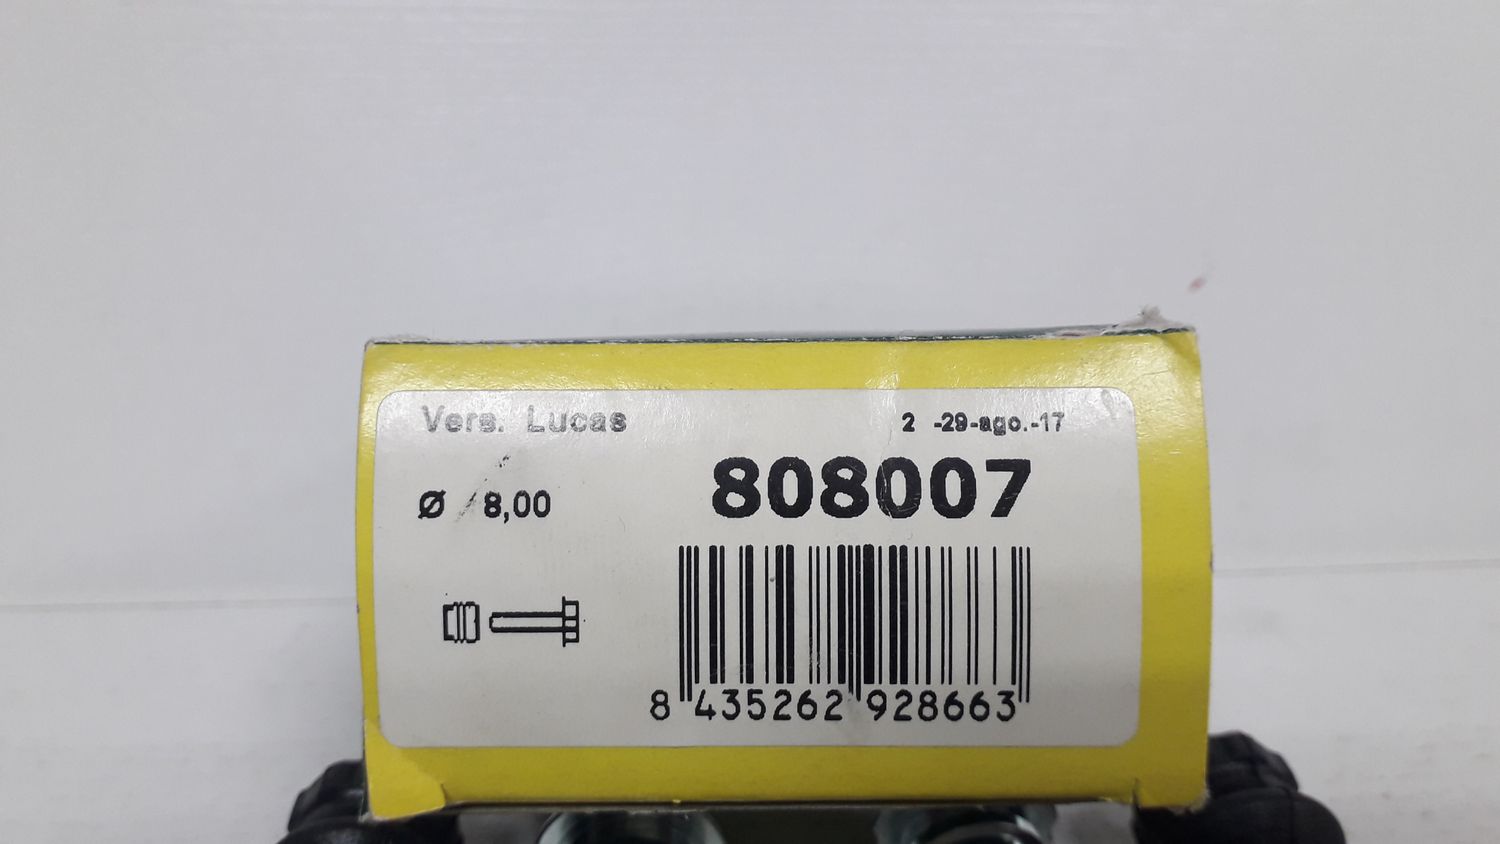 Vers. Lucas
2 -29-ago.-17
808007
Ø 8,00
8 435262 928663